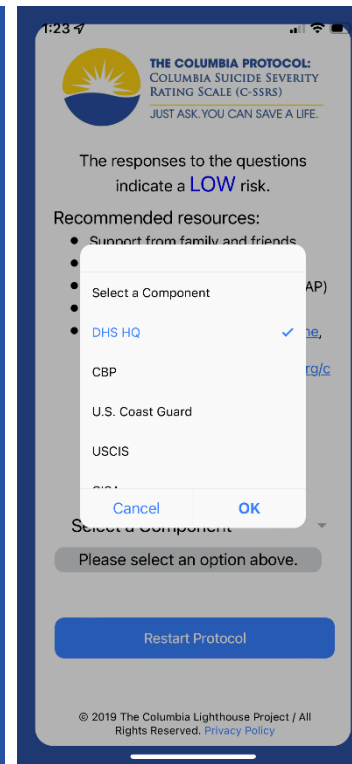 1:23
THE COLUMBIA PROTOCOL:
COLUMBIA SUICIDE SEVERITY
RATING SCALE (C-SSRS)
JUST ASK. YOU CAN SAVE A LIFE.
The responses to the questions
indicate a LOW risk.
Recommended resources:
Support from family and friends
AP)
Select a Component
DHS HQ
ne,
CBP
rg/c
U.S. Coast Guard
USCIS
Cancel OK
Select a Component
Please select an option above.
Restart Protocol
© 2019 The Columbia Lighthouse Project / All
Rights Reserved. Privacy Policy